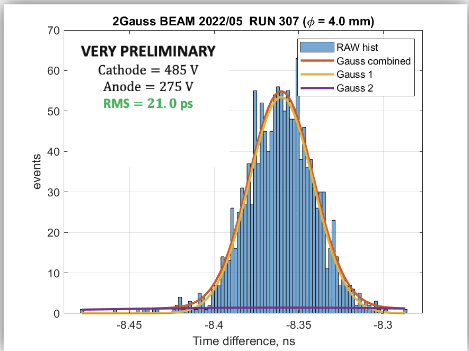 2Gauss BEAM 2022/05 RUN 307 (ϕ = 4.0 mm)
VERY PRELIMINARY
Cathode = 485 V
Anode = 275 V
RMS = 21.0 ps
RAW hist
Gauss combined
Gauss 1
Gauss 2
70
60
50
40
30
20
10
0
events
-8.45
-8.4
-8.35
-8.3
Time difference, ns